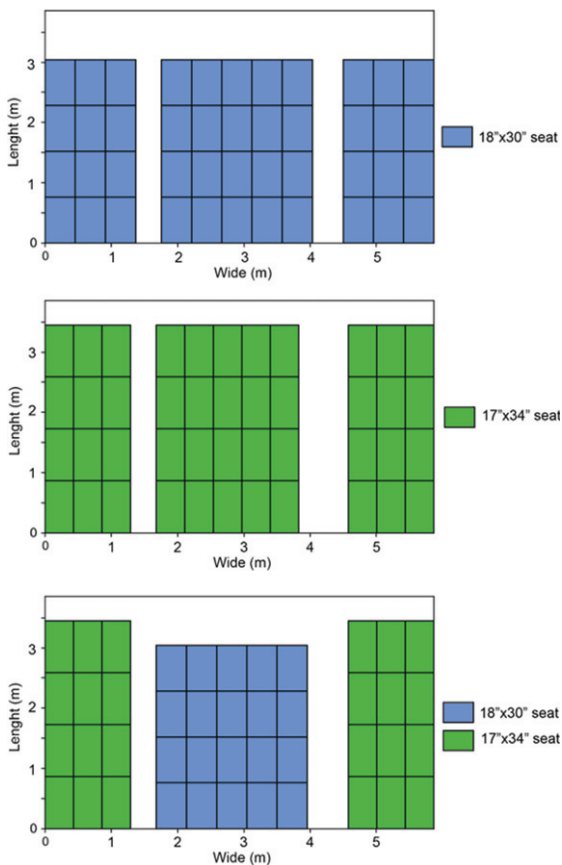 Lenght (m)
3
2
1
0
0 1 2 3 4 5
Wide (m)
18”x30” seat
Lenght (m)
3
2
1
0
0 1 2 3 4 5
Wide (m)
17”x34” seat
Lenght (m)
3
2
1
0
0 1 2 3 4 5
Wide (m)
18”x30” seat
17”x34” seat